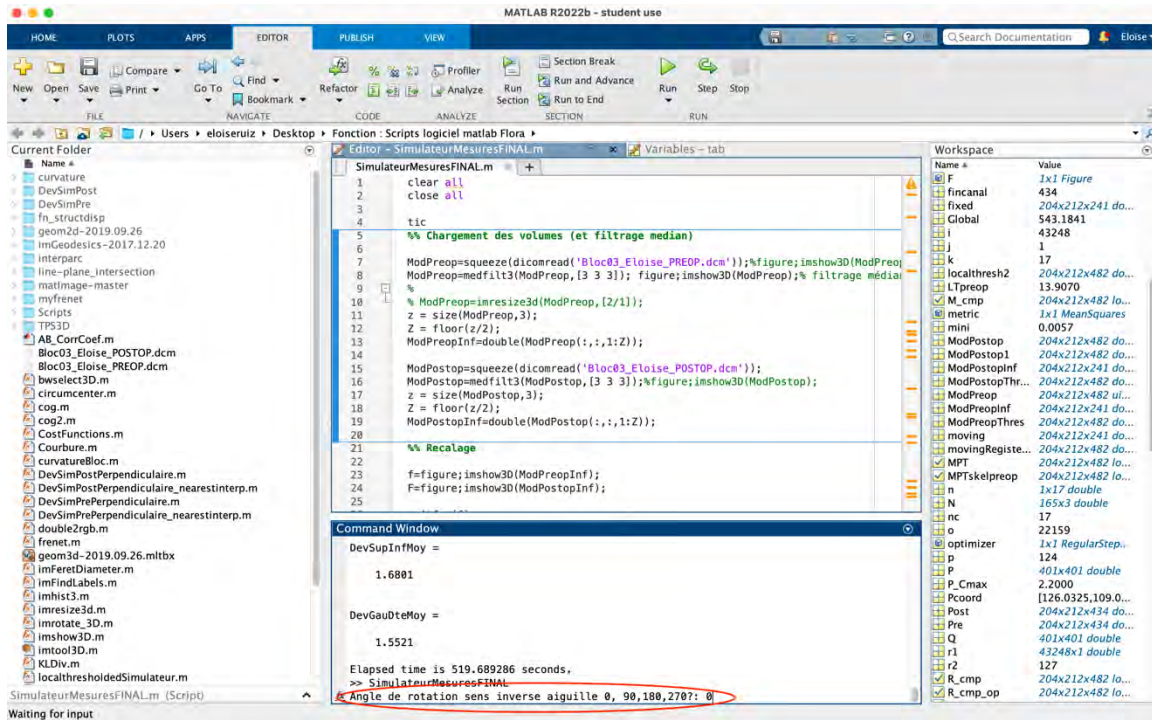 MATLAB R2022b - student use
HOME PLOTS APPS EDITOR PUBLISH VIEW
Search Documentation Eloise
New Open Save Compare Print Go To Find Bookmark Refactor Profiler Analyze Run Section Section Break Run and Advance Run to End Run Step Stop
FILE NAVIGATE CODE ANALYZE SECTION RUN
/ Users eloiseruiz Desktop Fonction : Scripts logiciel matlab Flora
Current Folder
Name
curvature
DevSimPost
DevSimPre
fn_structdisp
geom2d-2019.09.26
imGeodesics-2017.12.20
interparc
line-plane_intersection
matImage-master
myfrenet
Scripts
TPS3D
AB_CorrCoef.m
Bloc03_Eloise_POSTOP.dcm
Bloc03_Eloise_PREOP.dcm
bwselect3D.m
circumcenter.m
cog.m
cog2.m
CostFunctions.m
Courbure.m
curvatureBloc.m
DevSimPostPerpendiculaire.m
DevSimPostPerpendiculaire_nearestinterp.m
DevSimPrePerpendiculaire.m
DevSimPrePerpendiculaire_nearestinterp.m
double2rgb.m
frenet.m
geom3d-2019.09.26.mltbx
imFeretDiameter.m
imFindLabels.m
imhist3.m
imresize3d.m
imrotate_3D.m
imshow3D.m
imtool3D.m
KLDiv.m
localthresholdedSimulateur.m
SimulateurMesuresFINAL.m (Script)
Waiting for input
Editor - SimulateurMesuresFINAL.m Variables - tab
SimulateurMesuresFINAL.m +
1 clear all
2 close all
3
4 tic
5 %% Chargement des volumes (et filtrage median)
6
7 ModPreop=squeeze(dicomread('Bloc03_Eloise_PREOP.dcm'));%figure;imshow3D(ModPreop
8 ModPreop=medfilt3(ModPreop,[3 3 3]); figure;imshow3D(ModPreop);% filtrage média
9 %
10 % ModPreop=imresize3d(ModPreop,[2/1]);
11 z = size(ModPreop,3);
12 Z = floor(z/2);
13 ModPreopInf=double(ModPreop(:,:,1:Z));
14
15 ModPostop=squeeze(dicomread('Bloc03_Eloise_POSTOP.dcm'));
16 ModPostop=medfilt3(ModPostop,[3 3 3]);%figure;imshow3D(ModPostop);
17 z = size(ModPostop,3);
18 Z = floor(z/2);
19 ModPostopInf=double(ModPostop(:,:,1:Z));
20
21 %% Recalage
22
23 f=figure;imshow3D(ModPreopInf);
24 F=figure;imshow3D(ModPostopInf);
25
Command Window
DevSupInfMoy =
1.6801
DevGauDteMoy =
1.5521
Elapsed time is 519.689286 seconds.
>> SimulateurMesuresFINAL
fx Angle de rotation sens inverse aiguille 0, 90,180,270?: 0
Workspace
Name Value
F 1x1 Figure
fincanal 434
fixed 204x212x241 do...
Global 543.1841
i 43248
j 1
k 17
localthresh2 204x212x482 do...
LTpreop 13.9070
M_cmp 204x212x482 lo...
metric 1x1 MeanSquares
mini 0.0057
ModPostop 204x212x482 do...
ModPostop1 204x212x482 do...
ModPostopInf 204x212x241 do...
ModPostopThr... 204x212x482 do...
ModPreop 204x212x482 ui...
ModPreopInf 204x212x241 do...
ModPreopThres 204x212x482 do...
moving 204x212x241 do...
movingRegiste... 204x212x482 do...
MPT 204x212x482 lo...
MPTskelpreop 204x212x482 lo...
n 1x17 double
N 165x3 double
nc 17
o 22159
optimizer 1x1 RegularStep...
p 124
P 401x401 double
P_Cmax 2.2000
Pcoord [126.0325,109.0...
Post 204x212x434 do...
Pre 204x212x434 do...
Q 401x401 double
r1 43248x1 double
r2 127
R_cmp 204x212x482 lo...
R_cmp_op 204x212x482 lo...